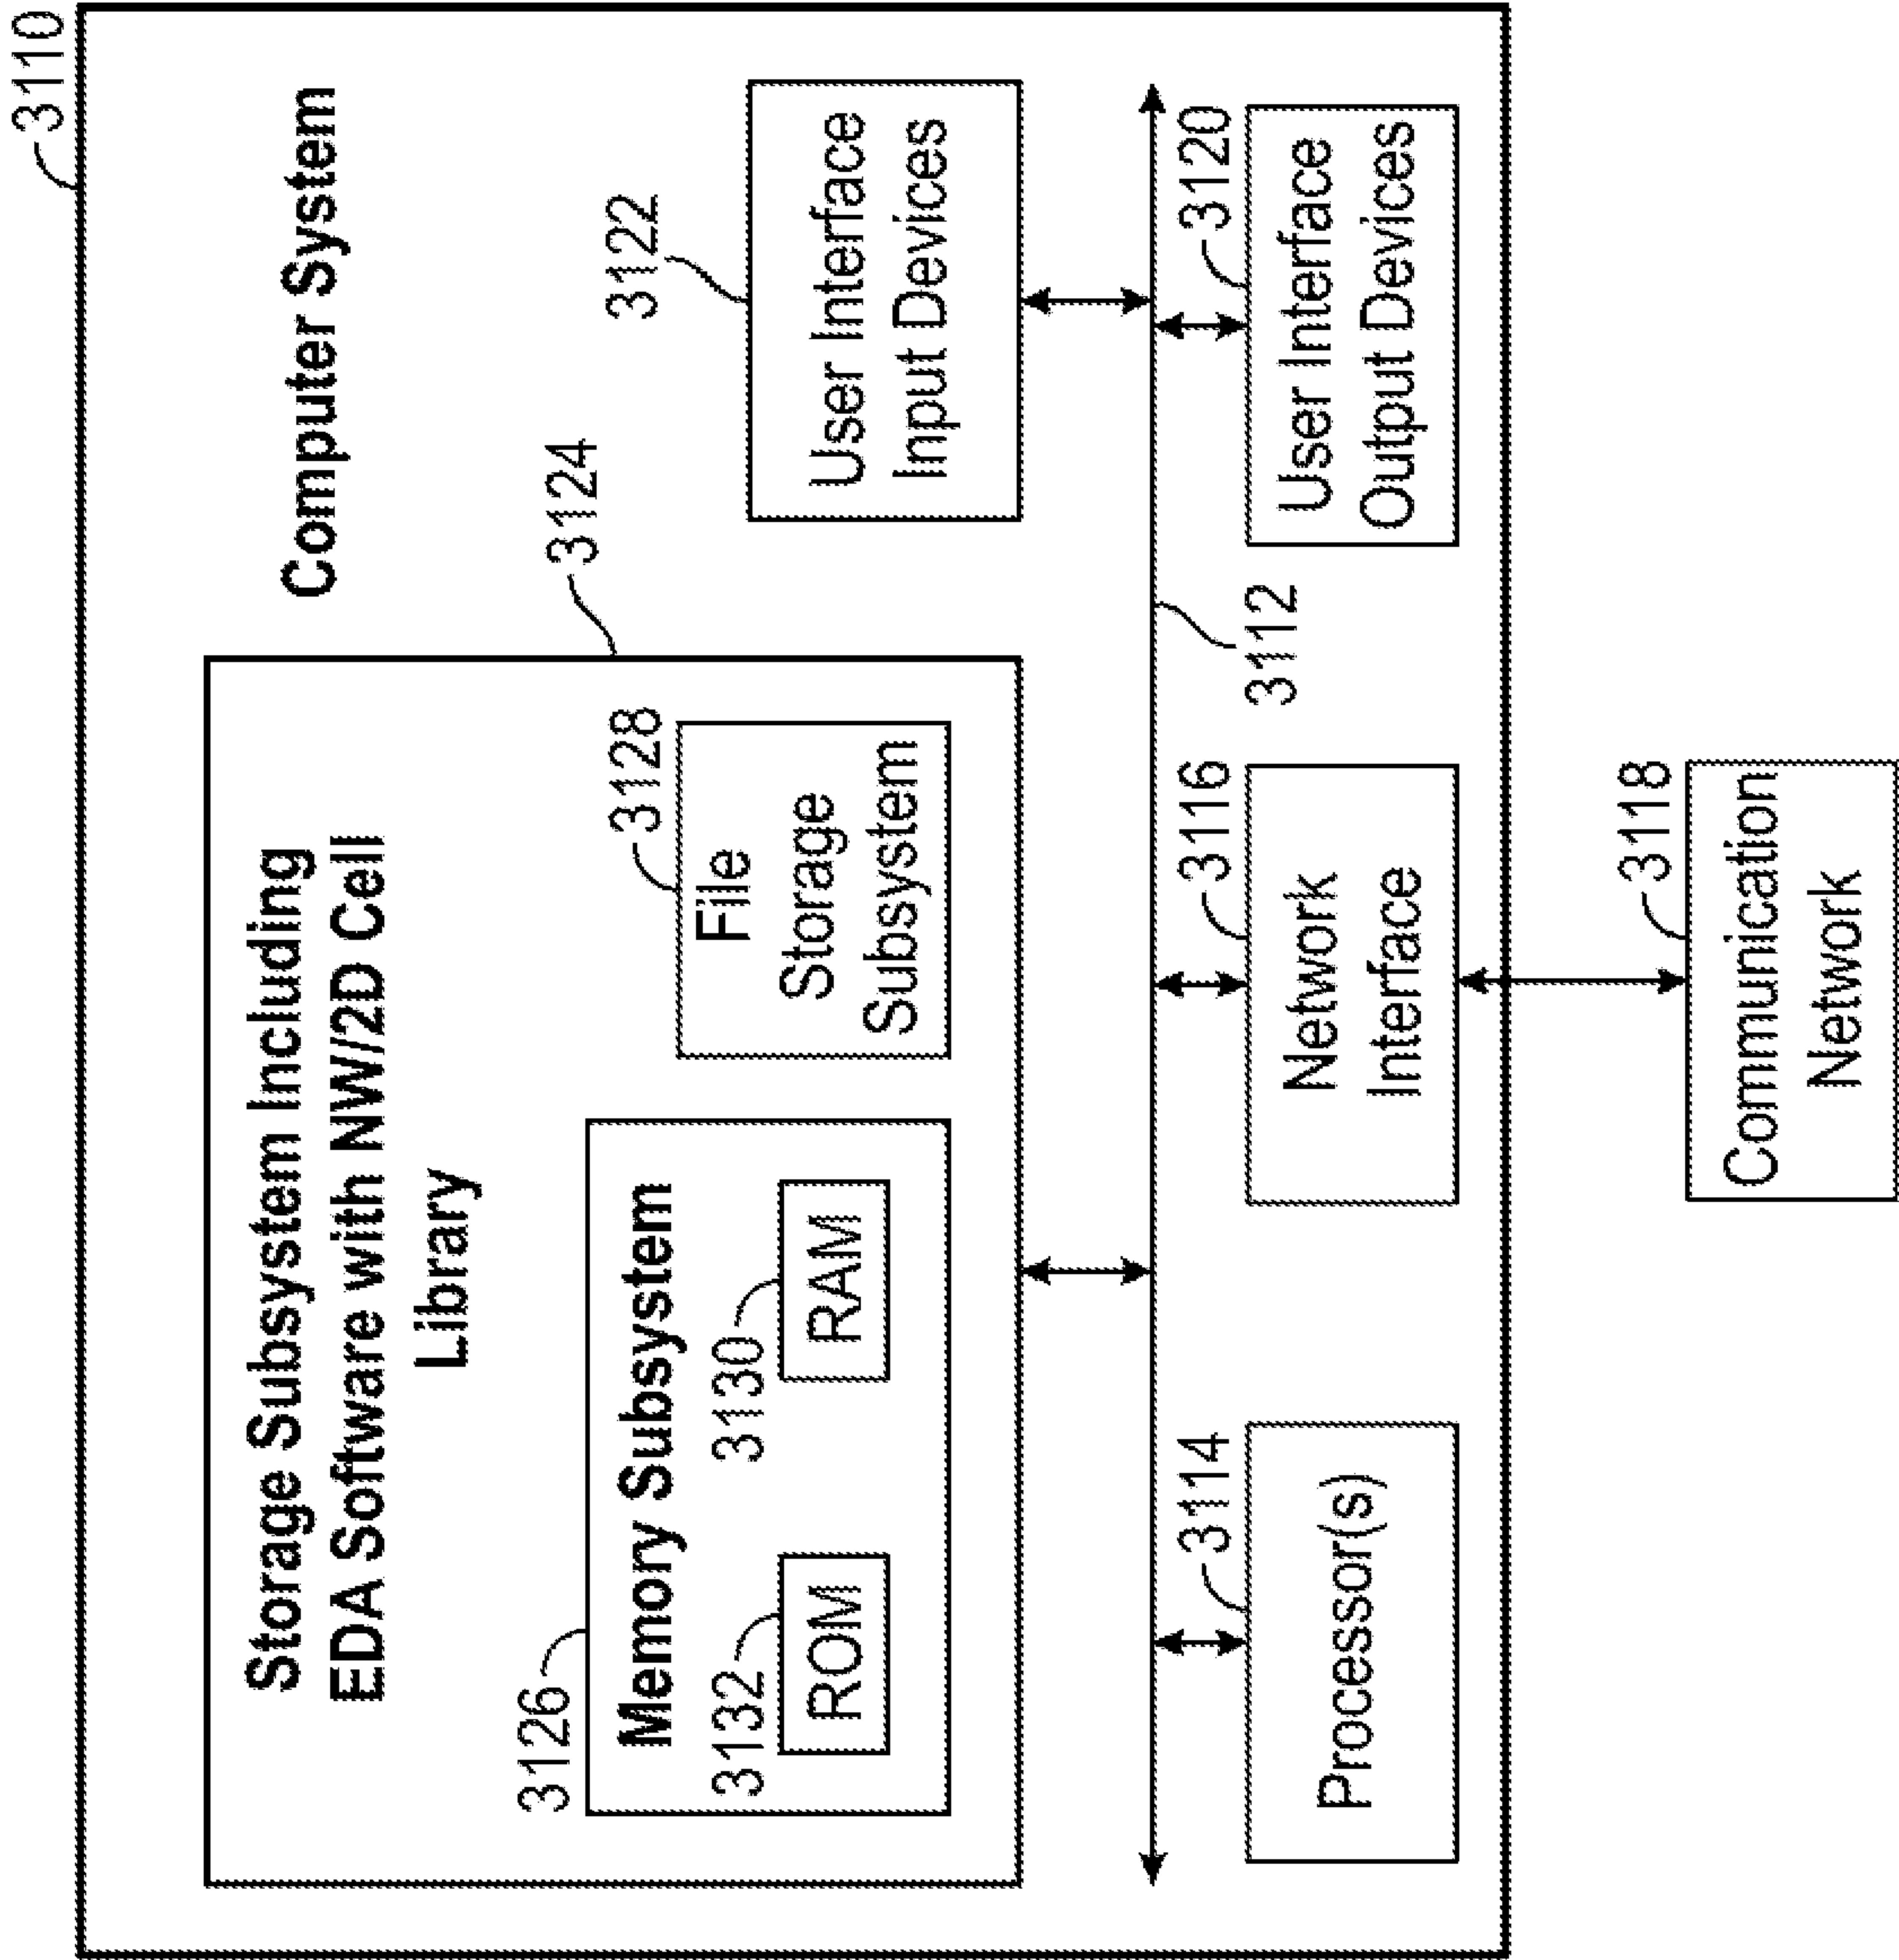 3110
Computer System
3124
Storage Subsystem Including
EDA Software with NW/2D Cell
Library
3126
Memory Subsystem
3132
ROM
3130
RAM
3128
File
Storage
Subsystem
3122
User Interface
Input Devices
3112
3114
Processor(s)
3116
Network
Interface
3120
User Interface
Output Devices
3118
Communication
Network